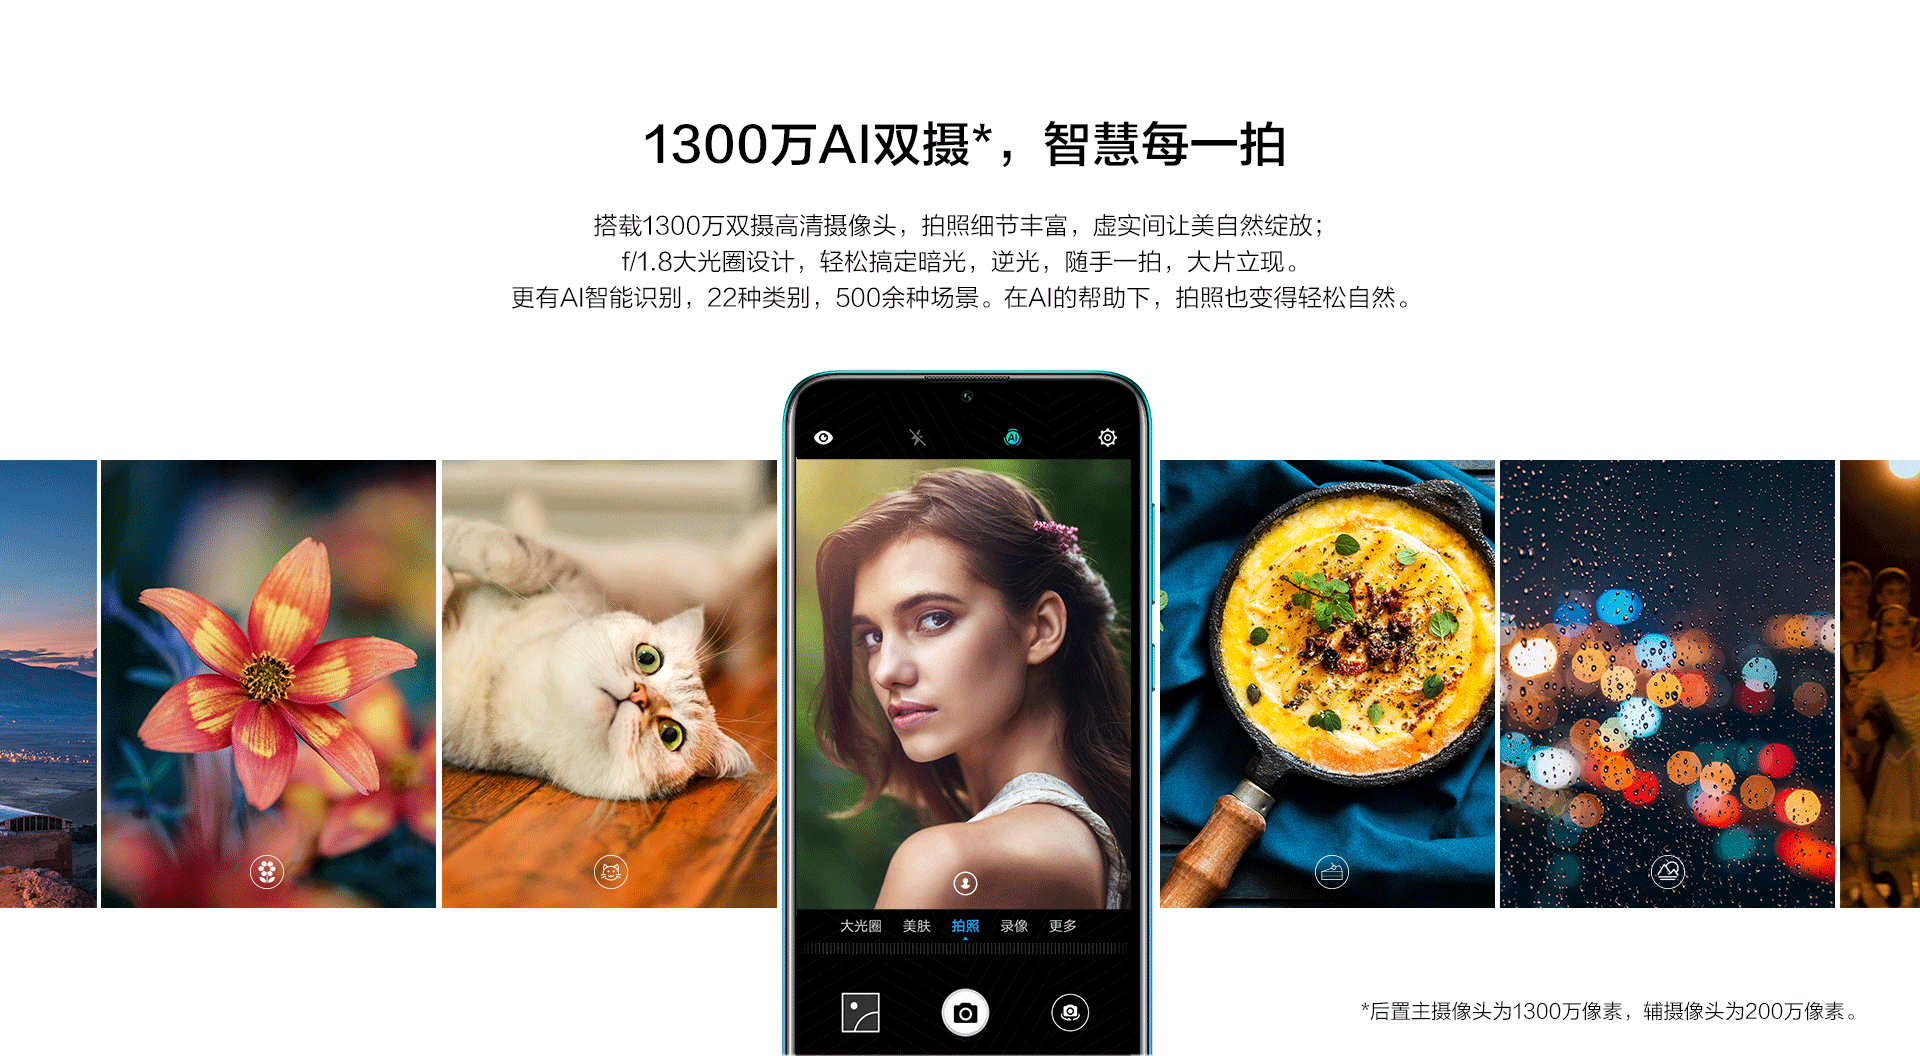 1300万AI双摄*，智慧每一拍
搭载1300万双摄高清摄像头，拍照细节丰富，虚实间让美自然绽放；
f/1.8大光圈设计，轻松搞定暗光，逆光，随手一拍，大片立现。
更有AI智能识别，22种类别，500余种场景。在AI的帮助下，拍照也变得轻松自然。
AI
大光圈 美肤 拍照 录像 更多
*后置主摄像头为1300万像素，辅摄像头为200万像素。